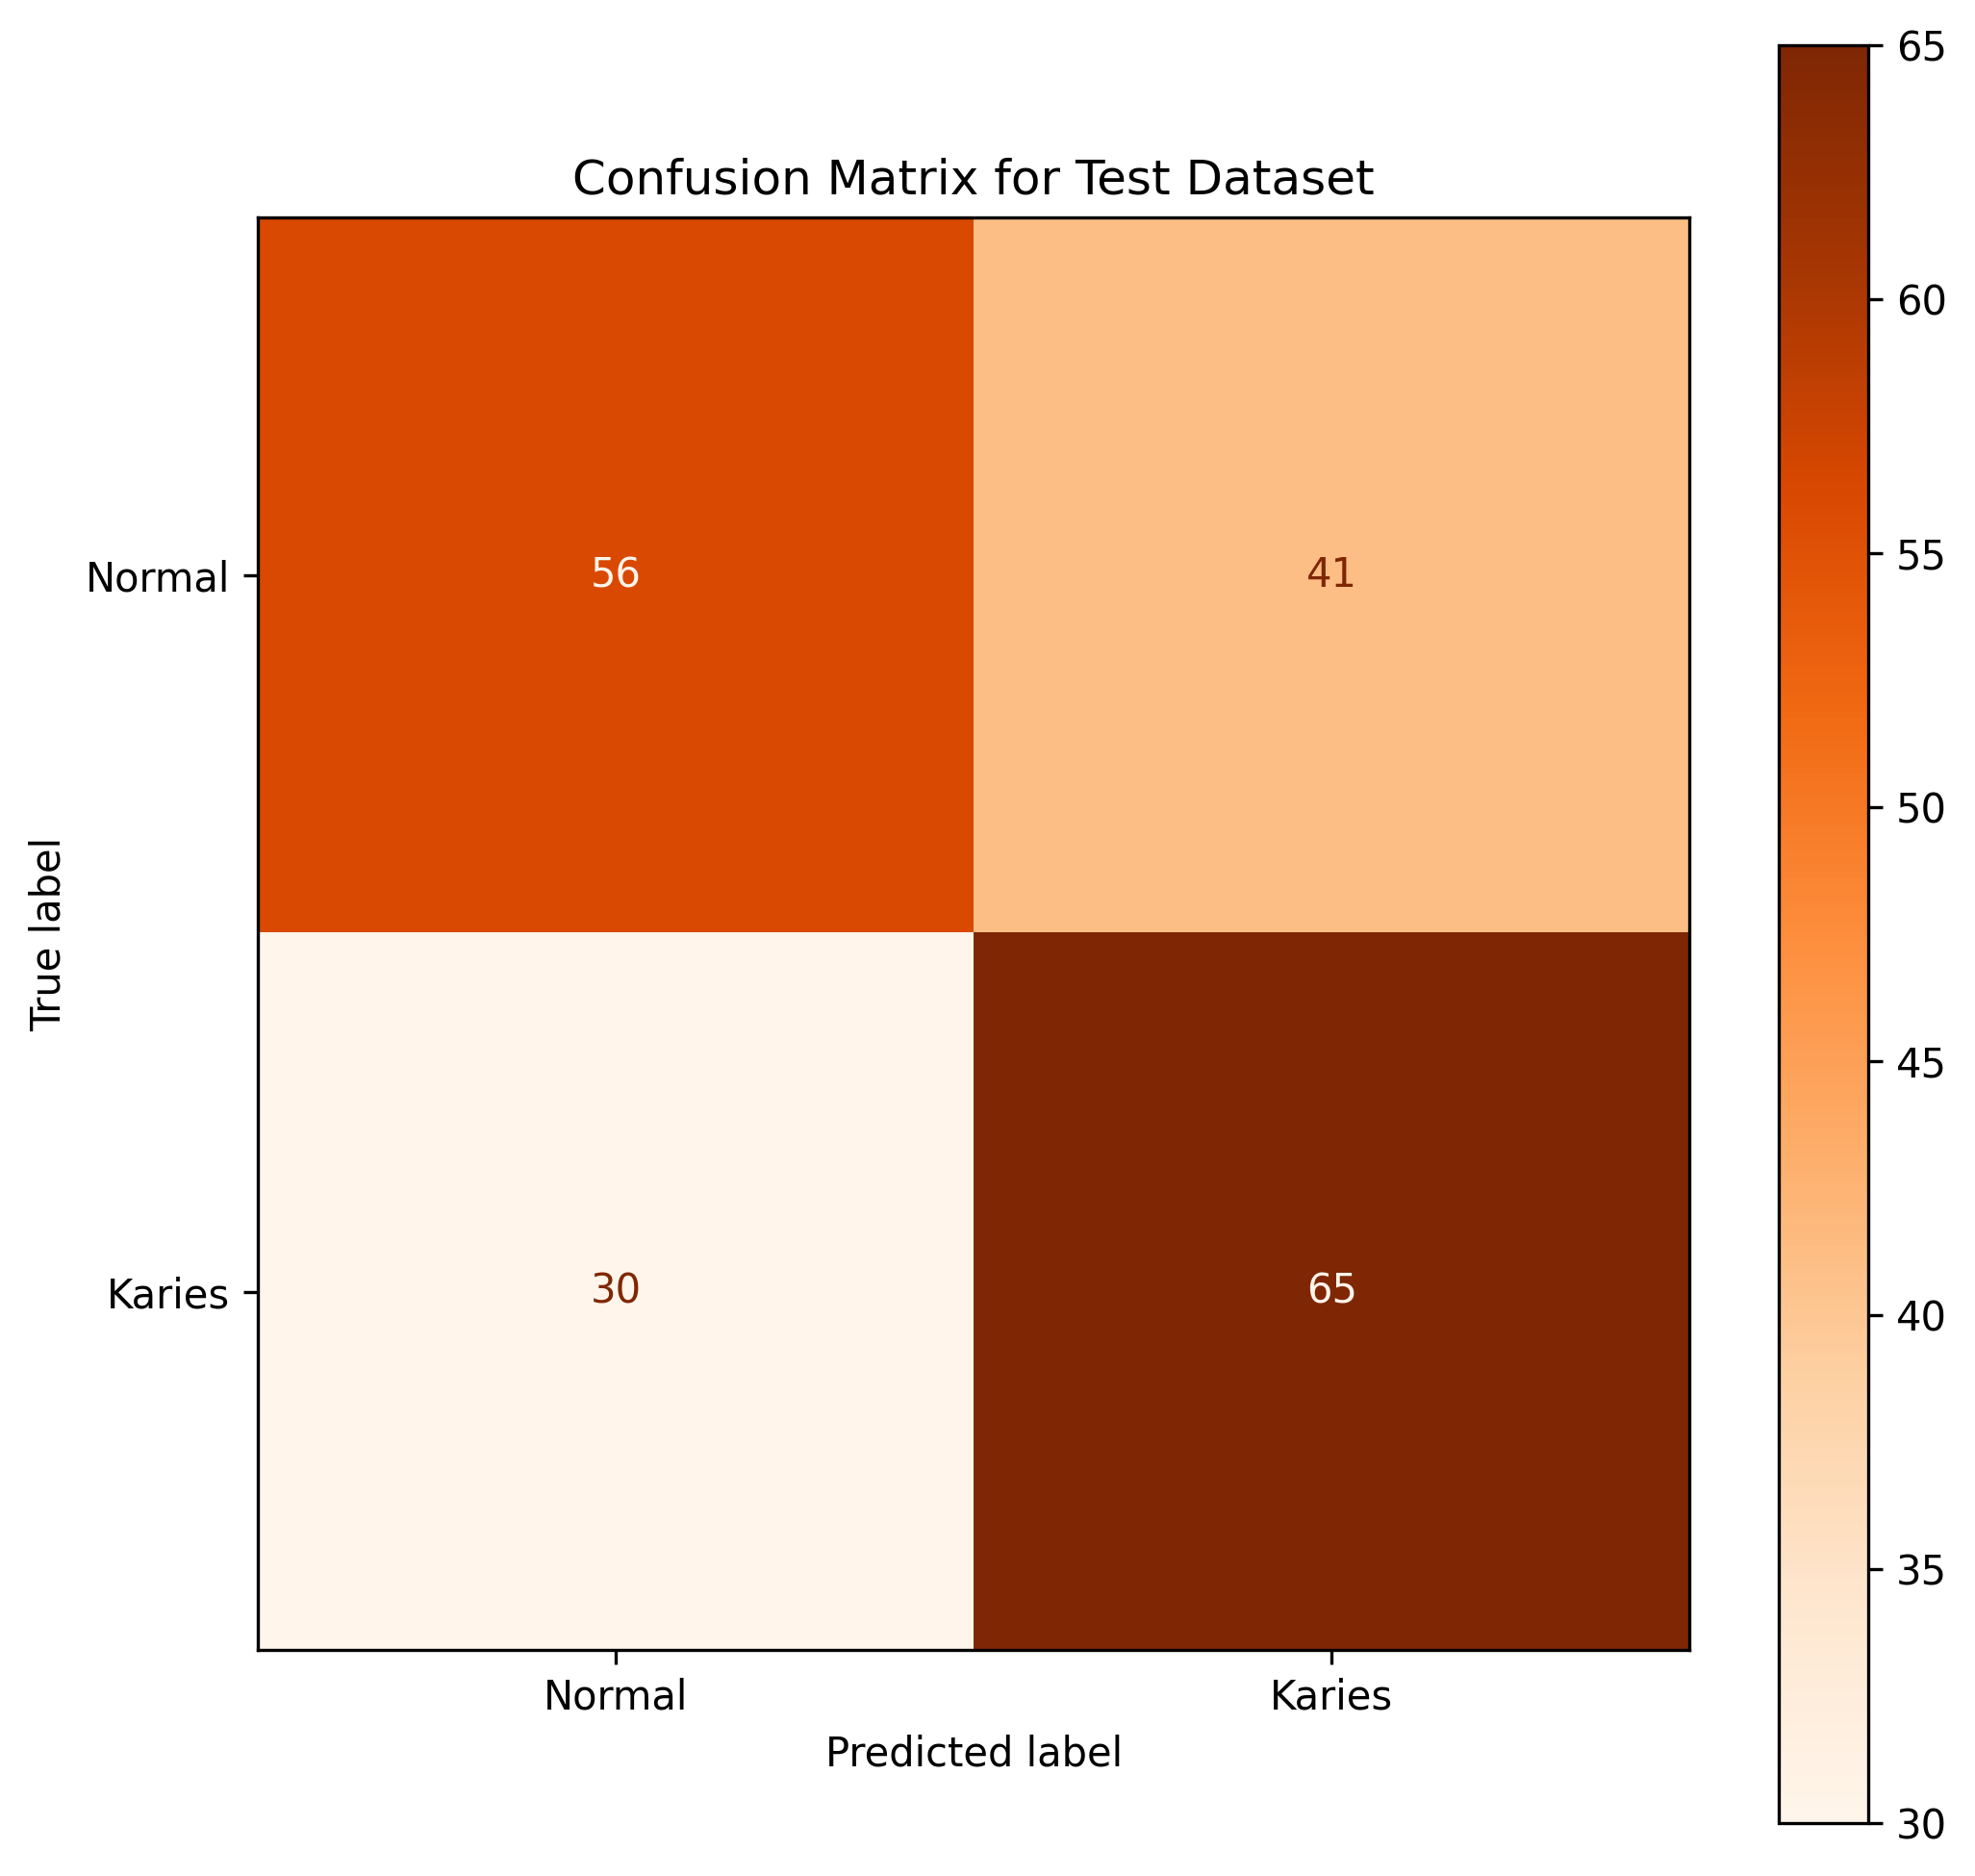 Confusion Matrix for Test Dataset
True label
Normal
56 41
Karies
30 65
Normal Karies
Predicted label
65
60
55
50
45
40
35
30